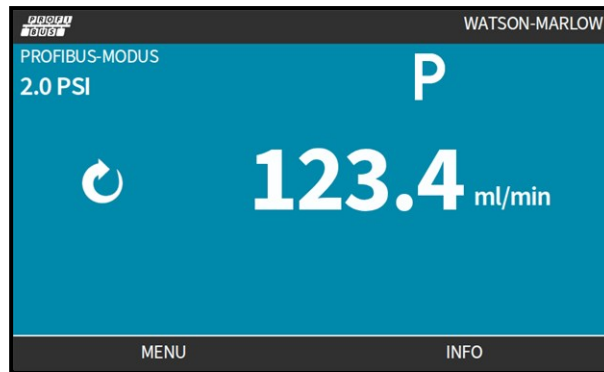 PROFI
BUS
WATSON-MARLOW
PROFIBUS-MODUS
2.0 PSI
P
123.4 ml/min
MENU
INFO